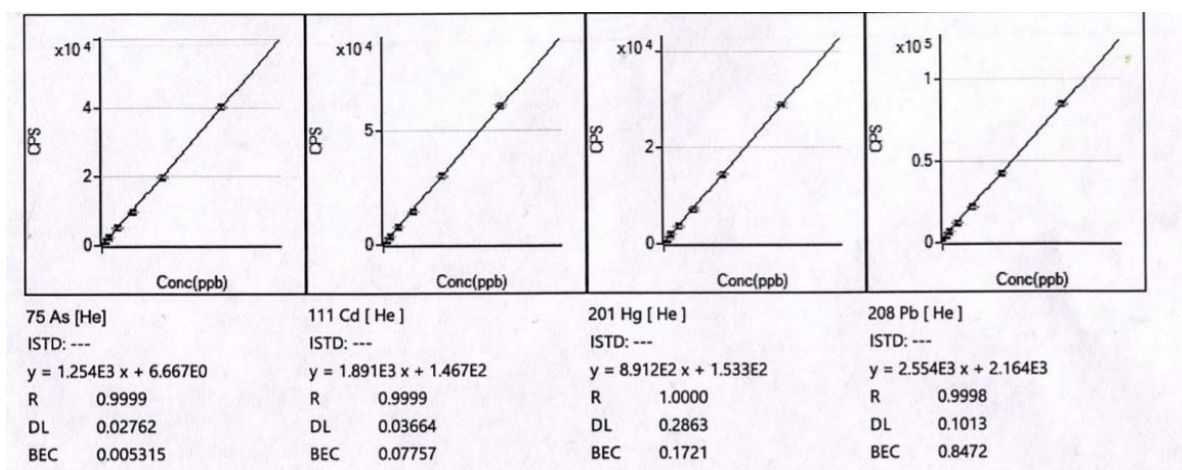 x10 4
4
2
0
CPS
Conc(ppb)
x10 4
5
0
CPS
Conc(ppb)
x10 4
2
0
CPS
Conc(ppb)
x10 5
1
0.5
0
CPS
Conc(ppb)
75 As [He]
ISTD: ---
y = 1.254E3 x + 6.667E0
R 0.9999
DL 0.02762
BEC 0.005315
111 Cd [ He ]
ISTD: ---
y = 1.891E3 x + 1.467E2
R 0.9999
DL 0.03664
BEC 0.07757
201 Hg [ He ]
ISTD: ---
y = 8.912E2 x + 1.533E2
R 1.0000
DL 0.2863
BEC 0.1721
208 Pb [ He ]
ISTD: ---
y = 2.554E3 x + 2.164E3
R 0.9998
DL 0.1013
BEC 0.8472